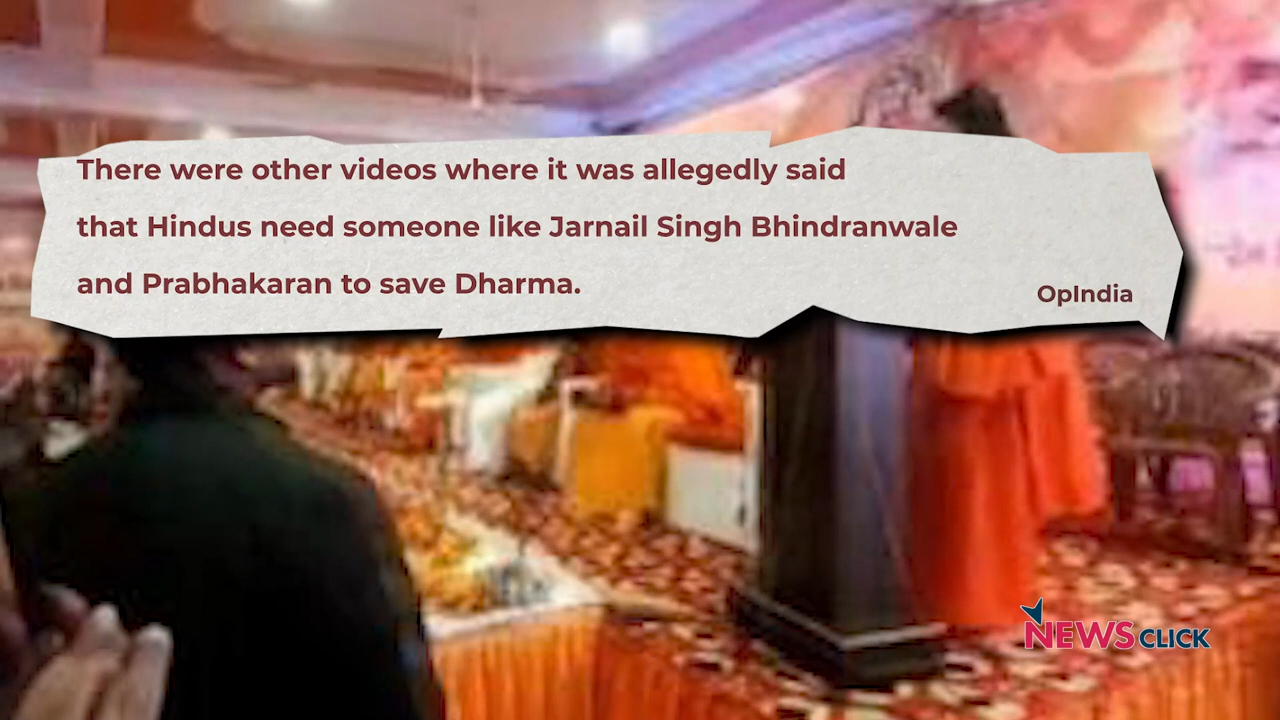 There were other videos where it was allegedly said
that Hindus need someone like Jarnail Singh Bhindranwale
and Prabhakaran to save Dharma.
OpIndia
NEWSCLICK